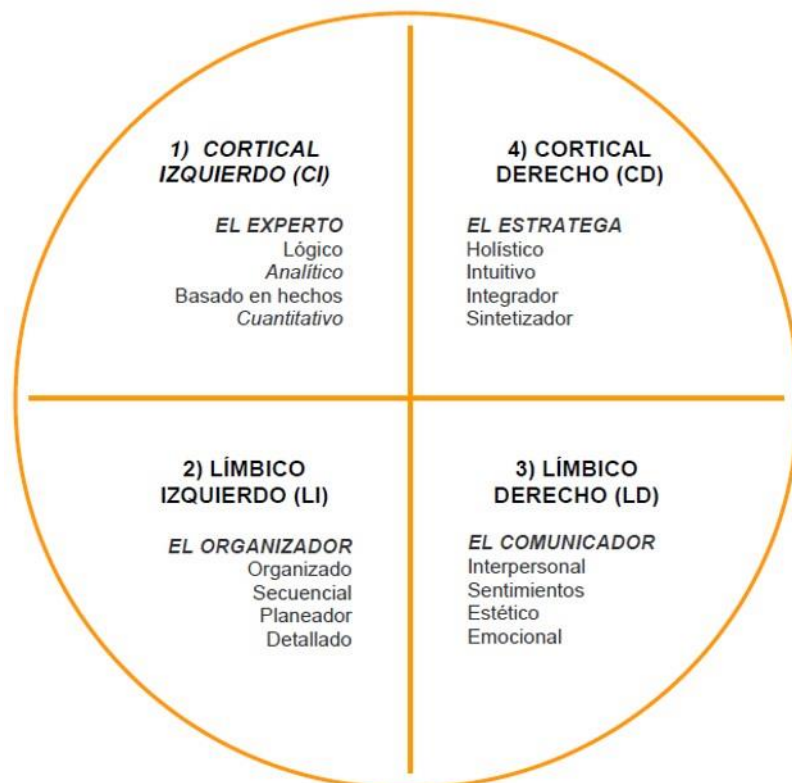 1) CORTICAL
IZQUIERDO (CI)
EL EXPERTO
Lógico
Analítico
Basado en hechos
Cuantitativo
4) CORTICAL
DERECHO (CD)
EL ESTRATEGA
Holístico
Intuitivo
Integrador
Sintetizador
2) LÍMBICO
IZQUIERDO (LI)
EL ORGANIZADOR
Organizado
Secuencial
Planeador
Detallado
3) LÍMBICO
DERECHO (LD)
EL COMUNICADOR
Interpersonal
Sentimientos
Estético
Emocional